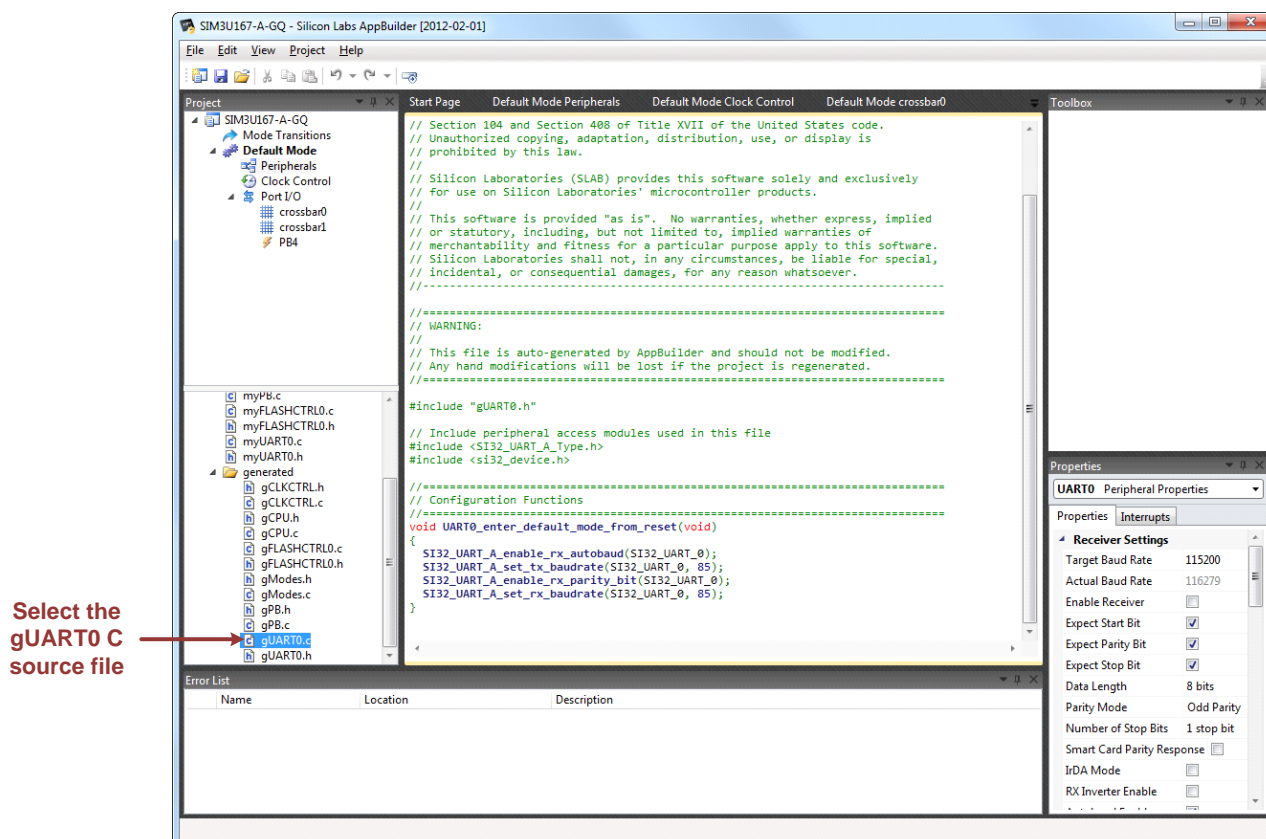 SIM3U167-A-GQ - Silicon Labs AppBuilder [2012-02-01]
File Edit View Project Help
Project
SIM3U167-A-GQ
Mode Transitions
Default Mode
Peripherals
Clock Control
Port I/O
crossbar0
crossbar1
PB4
myPB.c
myFLASHCTRL0.c
myFLASHCTRL0.h
myUART0.c
myUART0.h
generated
gCLKCTRL.h
gCLKCTRL.c
gCPU.h
gCPU.c
gFLASHCTRL0.c
gFLASHCTRL0.h
gModes.h
gModes.c
gPB.h
gPB.c
gUART0.c
gUART0.h
Select the
gUART0 C
source file
Start Page Default Mode Peripherals Default Mode Clock Control Default Mode crossbar0
// Section 104 and Section 408 of Title XVII of the United States code.
// Unauthorized copying, adaptation, distribution, use, or display is
// prohibited by this law.
//
// Silicon Laboratories (SLAB) provides this software solely and exclusively
// for use on Silicon Laboratories' microcontroller products.
//
// This software is provided "as is".  No warranties, whether express, implied
// or statutory, including, but not limited to, implied warranties of
// merchantability and fitness for a particular purpose apply to this software.
// Silicon Laboratories shall not, in any circumstances, be liable for special,
// incidental, or consequential damages, for any reason whatsoever.
//------------------------------------------------------------------------------
//==============================================================================
// WARNING:
//
// This file is auto-generated by AppBuilder and should not be modified.
// Any hand modifications will be lost if the project is regenerated.
//==============================================================================
#include "gUART0.h"
// Include peripheral access modules used in this file
#include <SI32_UART_A_Type.h>
#include <si32_device.h>
//==============================================================================
// Configuration Functions
//==============================================================================
void UART0_enter_default_mode_from_reset(void)
{
SI32_UART_A_enable_rx_autobaud(SI32_UART_0);
SI32_UART_A_set_tx_baudrate(SI32_UART_0, 85);
SI32_UART_A_enable_rx_parity_bit(SI32_UART_0);
SI32_UART_A_set_rx_baudrate(SI32_UART_0, 85);
}
Toolbox
Properties
UART0 Peripheral Properties
Properties Interrupts
Receiver Settings
Target Baud Rate 115200
Actual Baud Rate 116279
Enable Receiver
Expect Start Bit
Expect Parity Bit
Expect Stop Bit
Data Length 8 bits
Parity Mode Odd Parity
Number of Stop Bits 1 stop bit
Smart Card Parity Response
IrDA Mode
RX Inverter Enable
Error List
Name Location Description